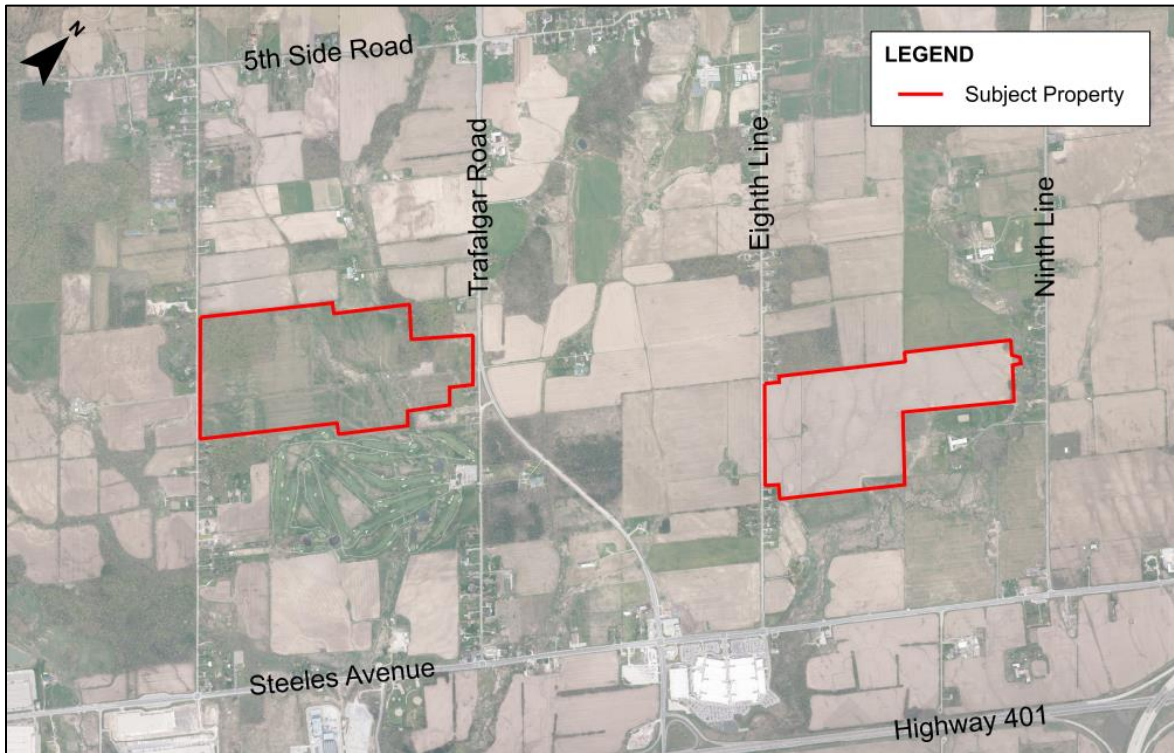 N
5th Side Road
LEGEND
Subject Property
Trafalgar Road
Eighth Line
Ninth Line
Steeles Avenue
Highway 401